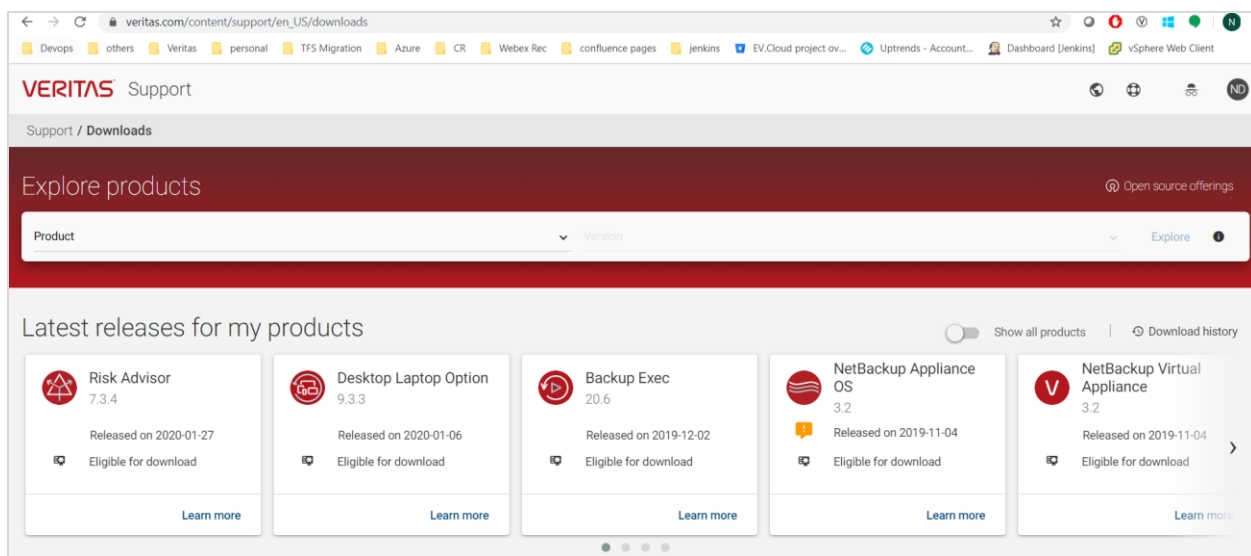 veritas.com/content/support/en_US/downloads
N
Devops others Veritas personal TFS Migration Azure CR Webex Rec confluence pages jenkins EV.Cloud project ov... Uptrends - Account... Dashboard [Jenkins] vSphere Web Client
VERITAS Support
ND
Support / Downloads
Explore products
Open source offerings
Product
Version
Explore
Latest releases for my products
Show all products
Download history
Risk Advisor
7.3.4
Released on 2020-01-27
Eligible for download
Learn more
Desktop Laptop Option
9.3.3
Released on 2020-01-06
Eligible for download
Learn more
Backup Exec
20.6
Released on 2019-12-02
Eligible for download
Learn more
NetBackup Appliance
OS
3.2
Released on 2019-11-04
Eligible for download
Learn more
V
NetBackup Virtual
Appliance
3.2
Released on 2019-11-04
Eligible for download
Learn more